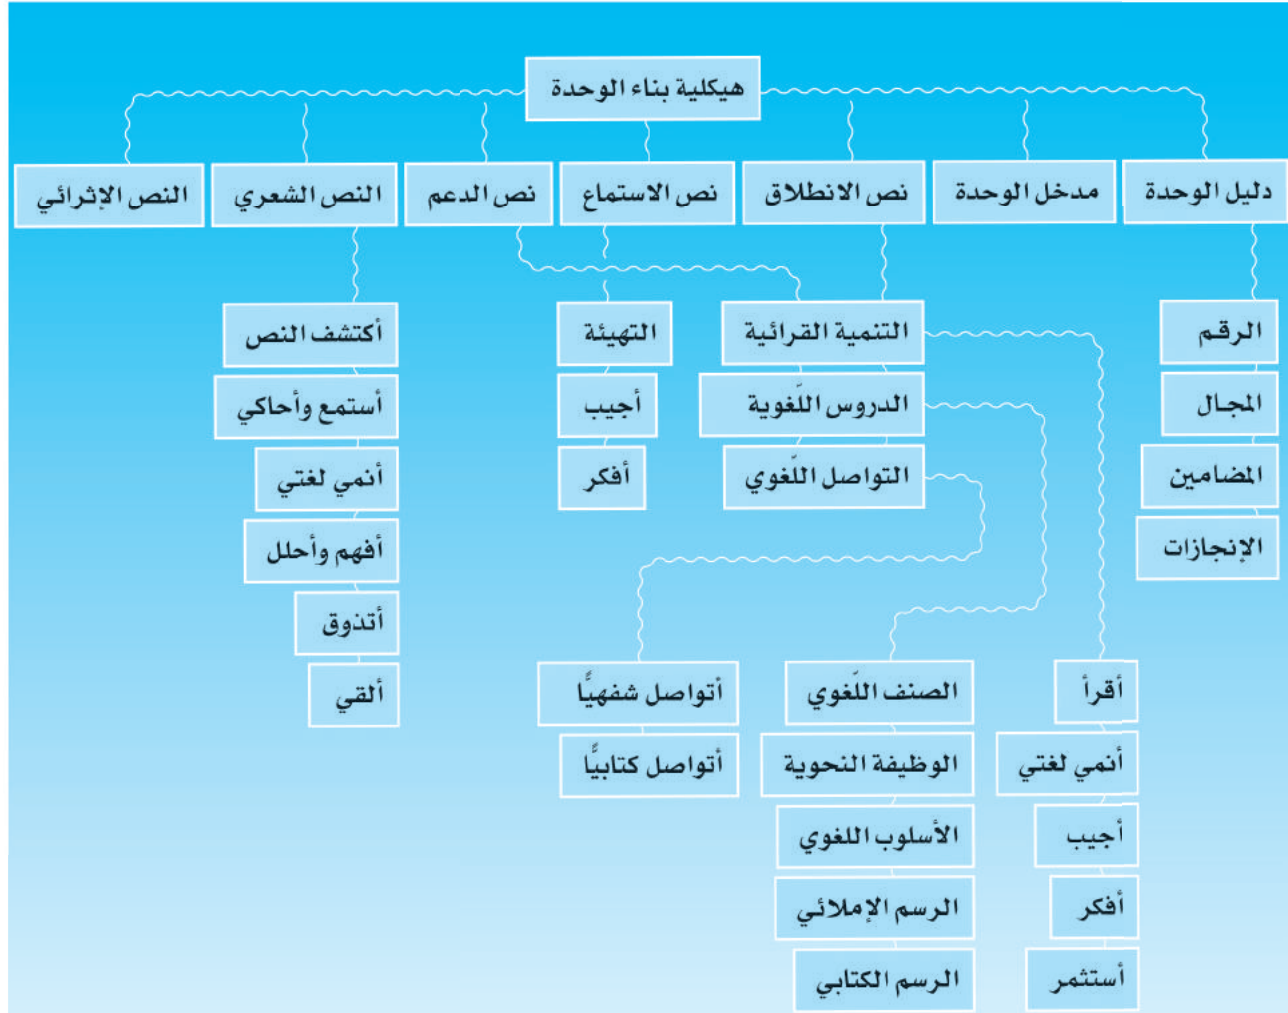 هيكلية بناء الوحدة
دليل الوحدة
مدخل الوحدة
نص الانطلاق
نص الاستماع
نص الدعم
النص الشعري
النص الإثرائي
الرقم
المجال
المضامين
الإنجازات
التنمية القرائية
الدروس اللّغوية
التواصل اللّغوي
التهيئة
أجيب
أفكر
أكتشف النص
أستمع وأحاكي
أنمي لغتي
أفهم وأحلل
أتذوق
ألقي
أقرأ
أنمي لغتي
أجيب
أفكر
أستثمر
الصنف اللّغوي
الوظيفة النحوية
الأسلوب اللغوي
الرسم الإملائي
الرسم الكتابي
أتواصل شفهيًّا
أتواصل كتابيًّا